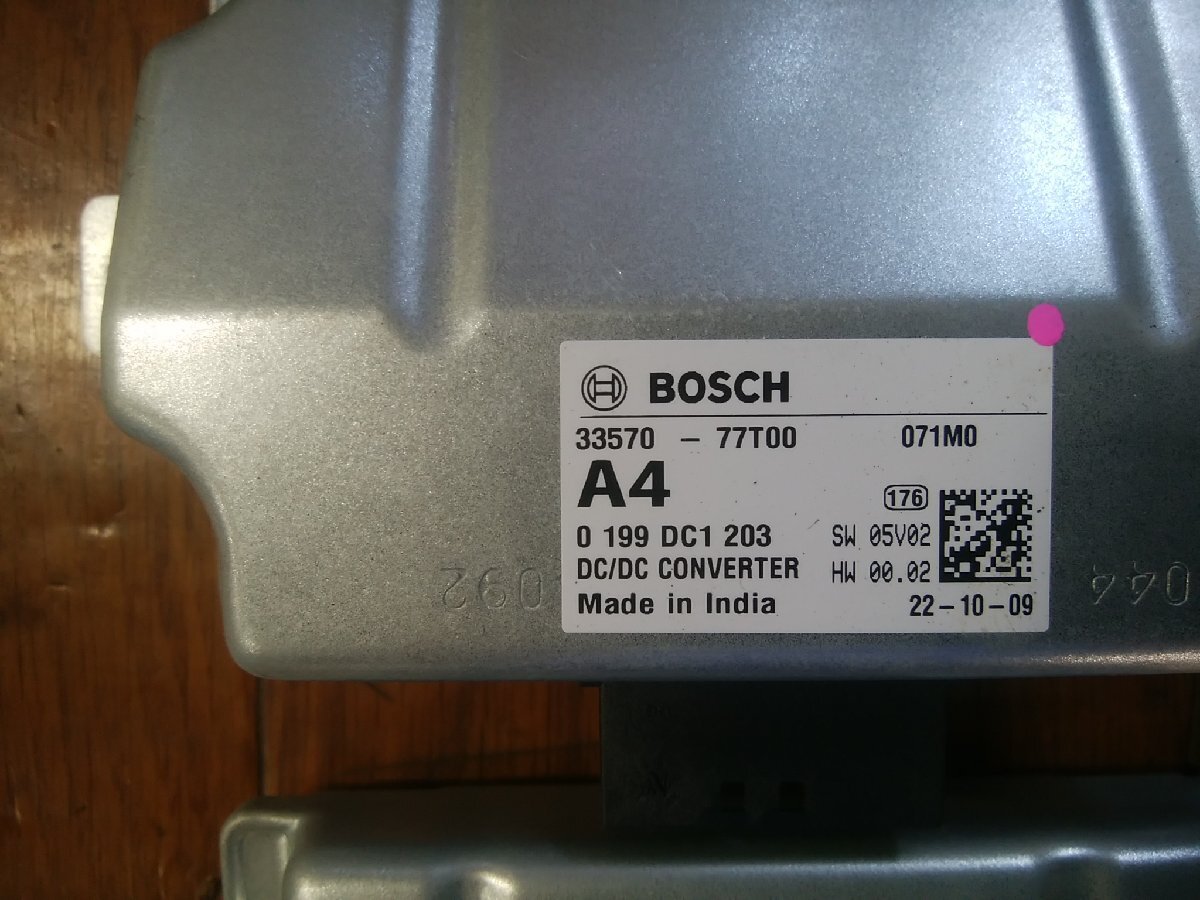 BOSCH
33570 – 77T00 071M0
A4
176
0 199 DC1 203 SW 05V02
DC/DC CONVERTER HW 00.02
Made in India 22–10–09
044